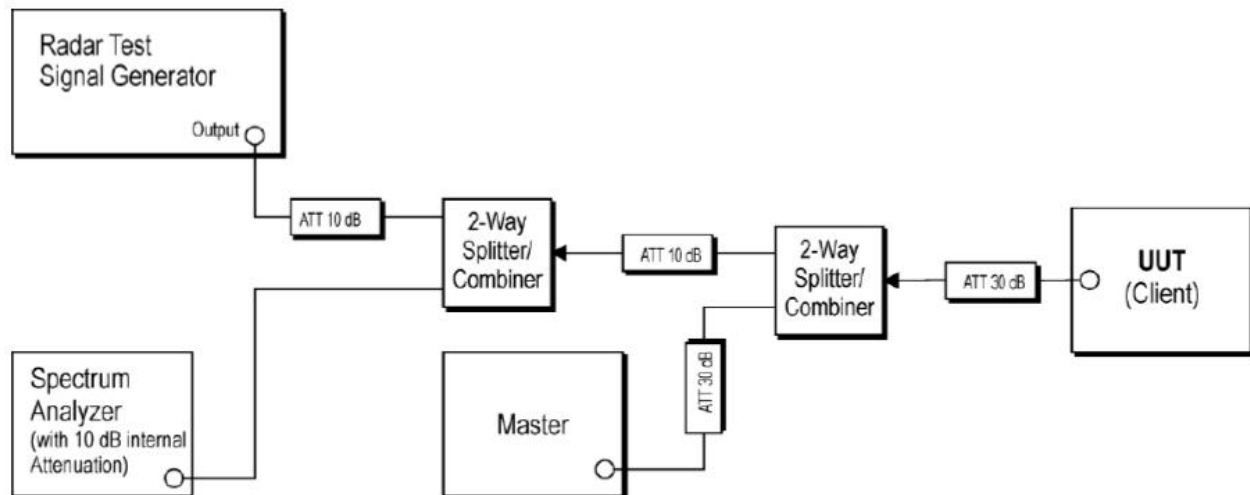 Radar Test
Signal Generator
Output
ATT 10 dB
2-Way
Splitter/
Combiner
ATT 10 dB
2-Way
Splitter/
Combiner
ATT 30 dB
UUT
(Client)
Spectrum
Analyzer
(with 10 dB internal
Attenuation)
Master
ATT 30 dB